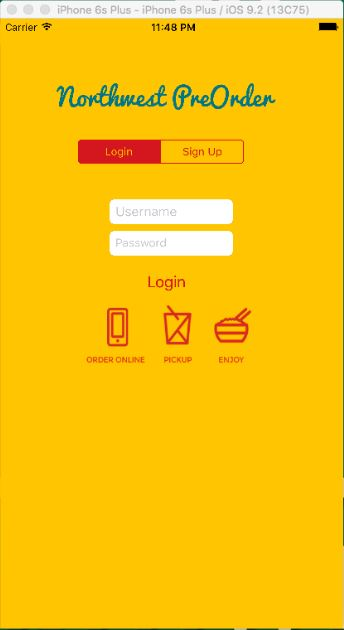 iPhone 6s Plus - iPhone 6s Plus / iOS 9.2 (13C75)
Carrier 11:48 PM
Northwest PreOrder
Login Sign Up
Username
Password
Login
ORDER ONLINE PICKUP ENJOY